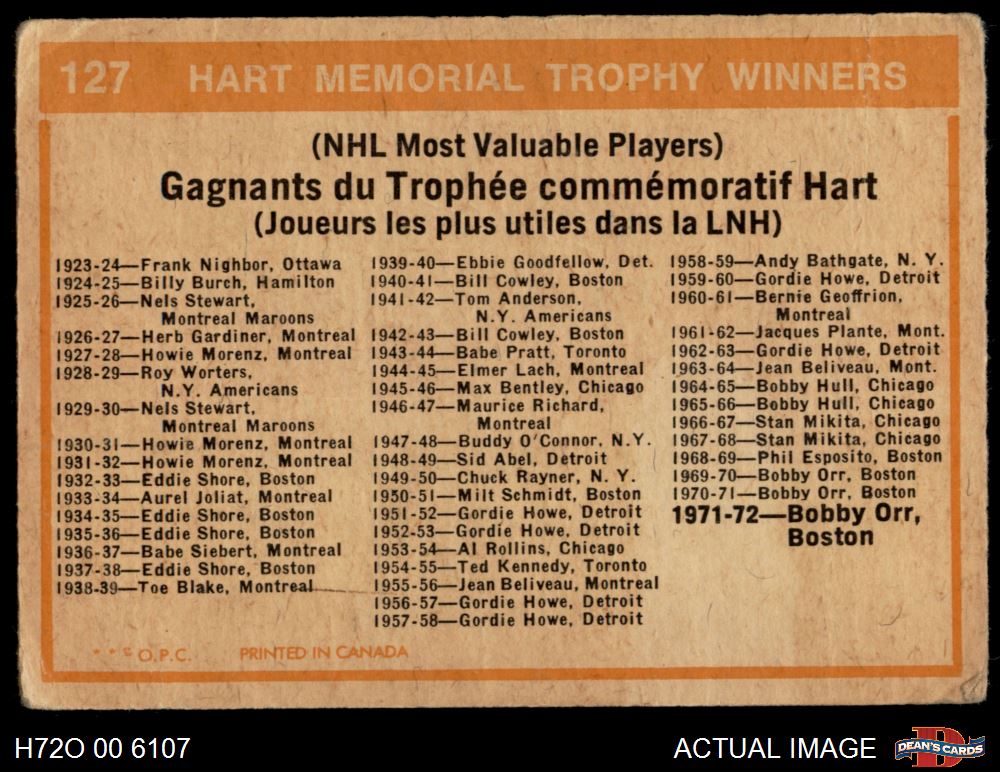 127 HART MEMORIAL TROPHY WINNERS
(NHL Most Valuable Players)
Gagnants du Trophée commémoratif Hart
(Joueurs les plus utiles dans la LNH)
1923-24—Frank Nighbor, Ottawa
1924-25—Billy Burch, Hamilton
1925-26—Nels Stewart,
Montreal Maroons
1926-27—Herb Gardiner, Montreal
1927-28—Howie Morenz, Montreal
1928-29—Roy Worters,
N.Y. Americans
1929-30—Nels Stewart,
Montreal Maroons
1930-31—Howie Morenz, Montreal
1931-32—Howie Morenz, Montreal
1932-33—Eddie Shore, Boston
1933-34—Aurel Joliat, Montreal
1934-35—Eddie Shore, Boston
1935-36—Eddie Shore, Boston
1936-37—Babe Siebert, Montreal
1937-38—Eddie Shore, Boston
1938-39—Toe Blake, Montreal
1939-40—Ebbie Goodfellow, Det.
1940-41—Bill Cowley, Boston
1941-42—Tom Anderson,
N.Y. Americans
1942-43—Bill Cowley, Boston
1943-44—Babe Pratt, Toronto
1944-45—Elmer Lach, Montreal
1945-46—Max Bentley, Chicago
1946-47—Maurice Richard,
Montreal
1947-48—Buddy O'Connor, N.Y.
1948-49—Sid Abel, Detroit
1949-50—Chuck Rayner, N. Y.
1950-51—Milt Schmidt, Boston
1951-52—Gordie Howe, Detroit
1952-53—Gordie Howe, Detroit
1953-54—Al Rollins, Chicago
1954-55—Ted Kennedy, Toronto
1955-56—Jean Beliveau, Montreal
1956-57—Gordie Howe, Detroit
1957-58—Gordie Howe, Detroit
1958-59—Andy Bathgate, N. Y.
1959-60—Gordie Howe, Detroit
1960-61—Bernie Geoffrion,
Montreal
1961-62—Jacques Plante, Mont.
1962-63—Gordie Howe, Detroit
1963-64—Jean Beliveau, Mont.
1964-65—Bobby Hull, Chicago
1965-66—Bobby Hull, Chicago
1966-67—Stan Mikita, Chicago
1967-68—Stan Mikita, Chicago
1968-69—Phil Esposito, Boston
1969-70—Bobby Orr, Boston
1970-71—Bobby Orr, Boston
1971-72—Bobby Orr,
Boston
* * © O.P.C. PRINTED IN CANADA
H72O 00 6107
ACTUAL IMAGE
DEAN'S CARDS